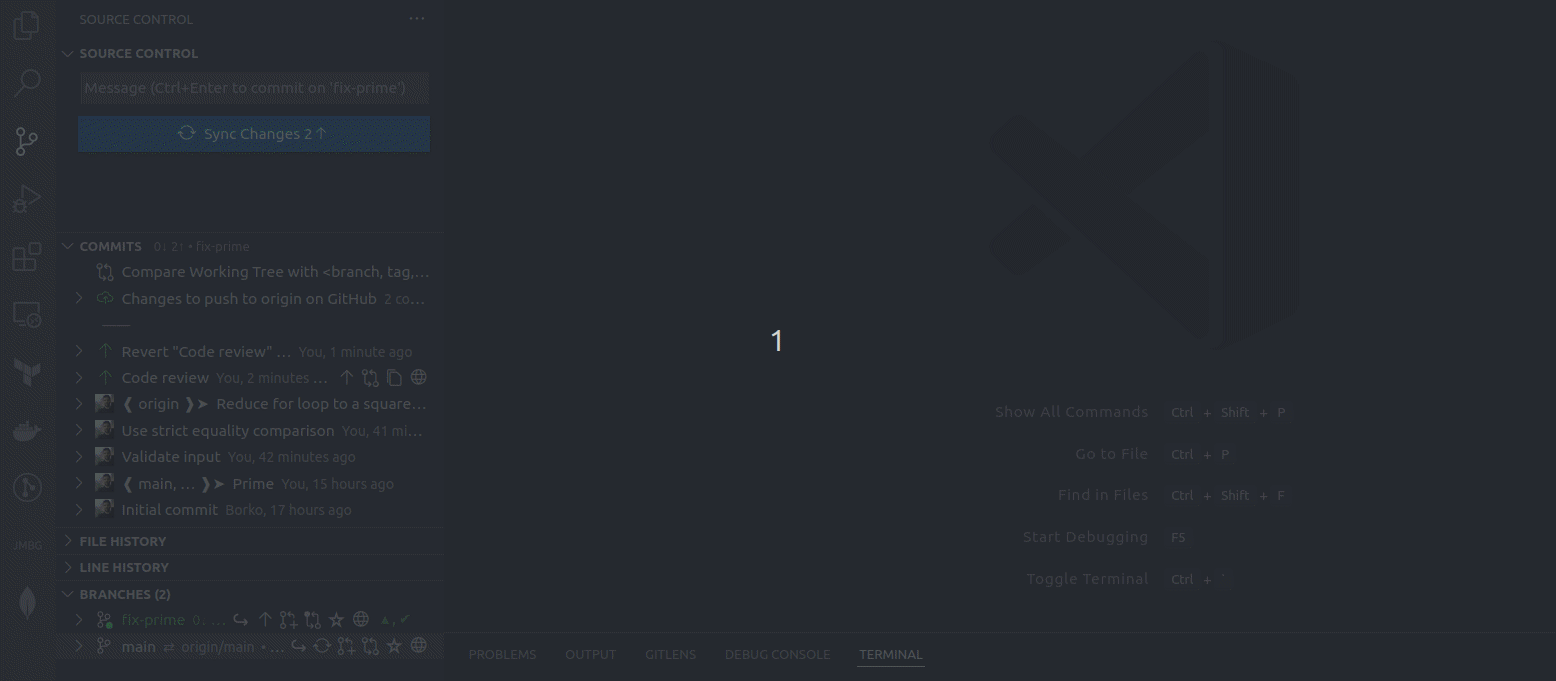 SOURCE CONTROL ...
SOURCE CONTROL
Message (Ctrl+Enter to commit on 'fix-prime')
Sync Changes 2↑
COMMITS 0↓ 2↑ • fix-prime
Compare Working Tree with <branch, tag,...
Changes to push to origin on GitHub 2 co...
Revert "Code review" ... You, 1 minute ago
Code review You, 2 minutes ...
❰ origin ❱➤ Reduce for loop to a square...
Use strict equality comparison You, 41 mi...
Validate input You, 42 minutes ago
❰ main, ... ❱➤ Prime You, 15 hours ago
Initial commit Borko, 17 hours ago
FILE HISTORY
LINE HISTORY
BRANCHES (2)
fix-prime 0↓ ... ▲, ✔
main ⇄ origin/main • ...
JMBG
1
Show All Commands Ctrl + Shift + P
Go to File Ctrl + P
Find in Files Ctrl + Shift + F
Start Debugging F5
Toggle Terminal Ctrl + `
PROBLEMS OUTPUT GITLENS DEBUG CONSOLE TERMINAL